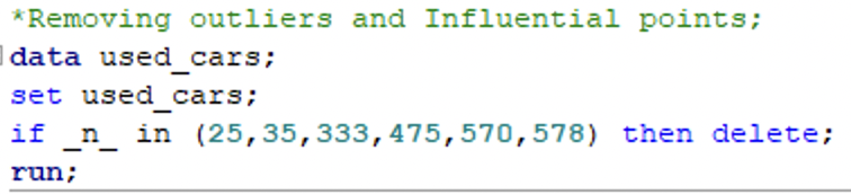 *Removing outliers and Influential points;
data used_cars;
set used_cars;
if _n_ in (25,35,333,475,570,578) then delete;
run;